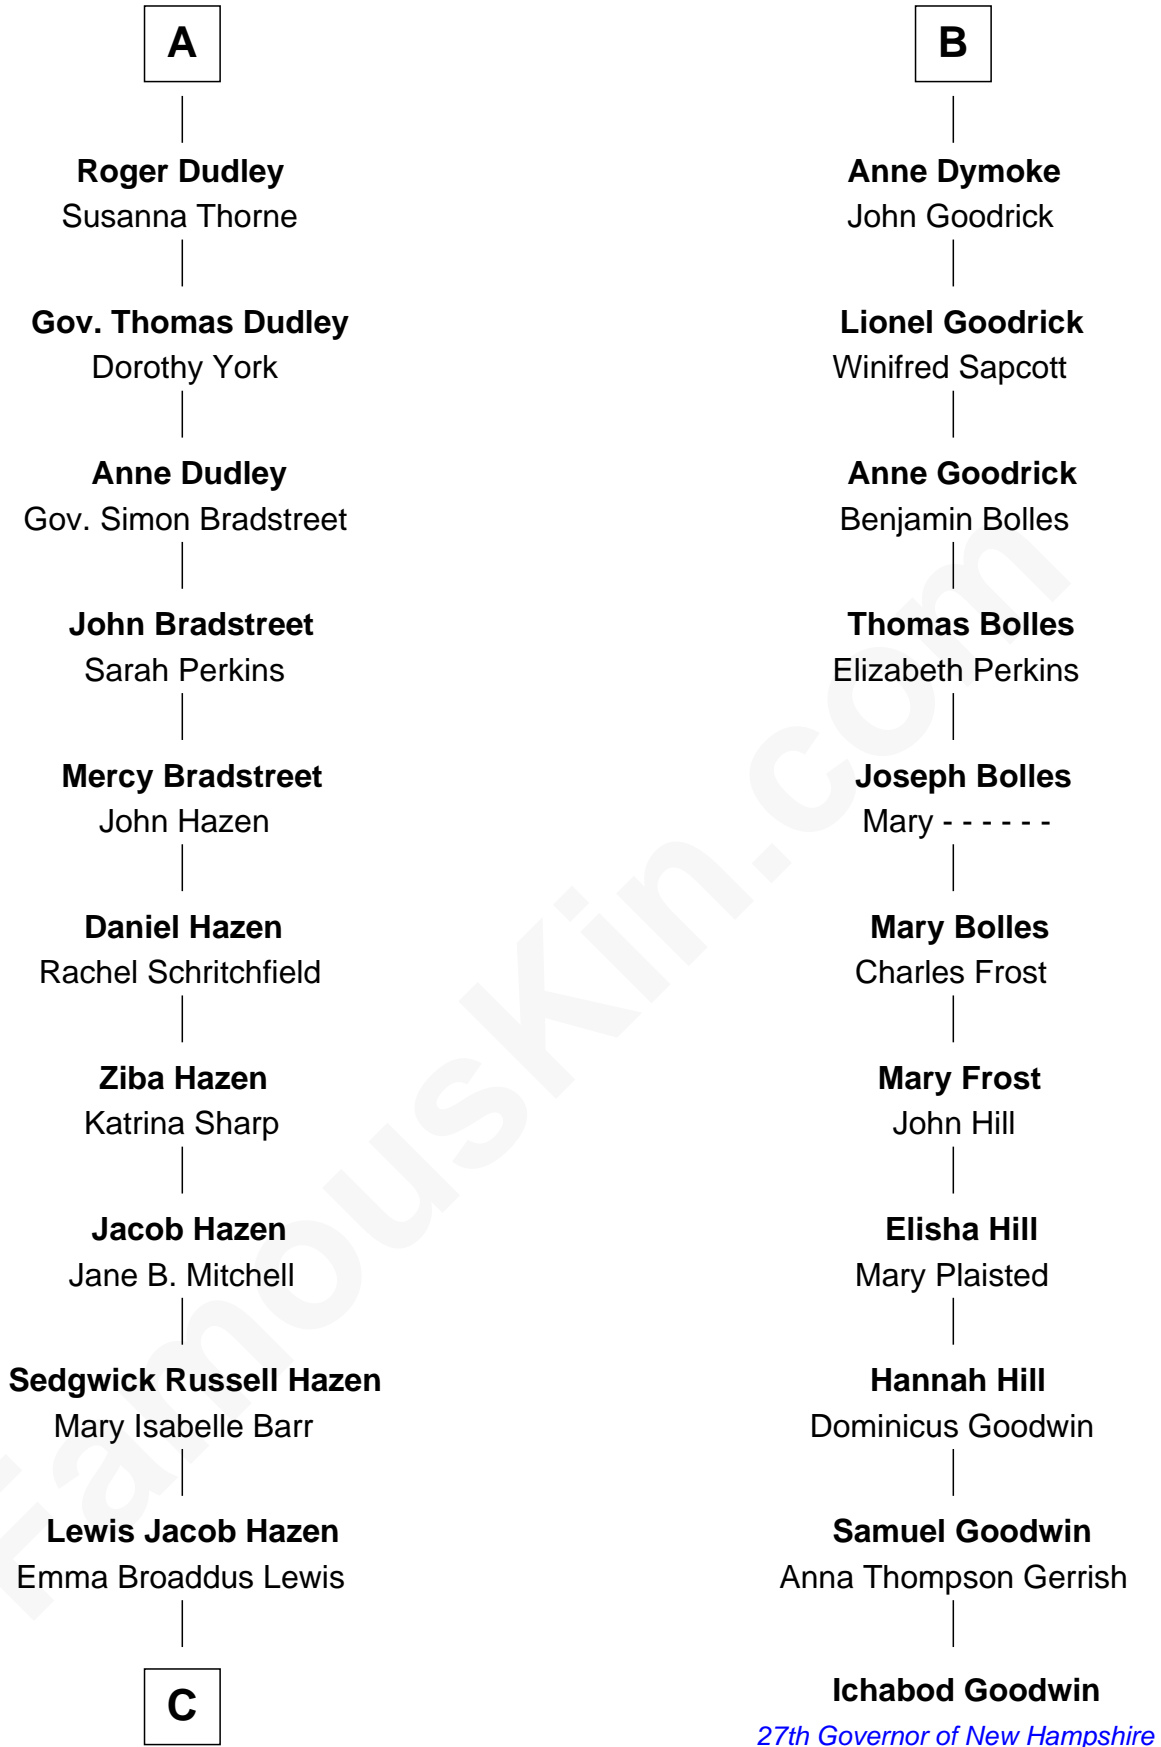 A
Roger Dudley
Susanna Thorne
Gov. Thomas Dudley
Dorothy York
Anne Dudley
Gov. Simon Bradstreet
John Bradstreet
Sarah Perkins
Mercy Bradstreet
John Hazen
Daniel Hazen
Rachel Schritchfield
Ziba Hazen
Katrina Sharp
Jacob Hazen
Jane B. Mitchell
Sedgwick Russell Hazen
Mary Isabelle Barr
Lewis Jacob Hazen
Emma Broaddus Lewis
C
B
Anne Dymoke
John Goodrick
Lionel Goodrick
Winifred Sapcott
Anne Goodrick
Benjamin Bolles
Thomas Bolles
Elizabeth Perkins
Joseph Bolles
Mary - - - - - -
Mary Bolles
Charles Frost
Mary Frost
John Hill
Elisha Hill
Mary Plaisted
Hannah Hill
Dominicus Goodwin
Samuel Goodwin
Anna Thompson Gerrish
Ichabod Goodwin
27th Governor of New Hampshire
FamousKin.com